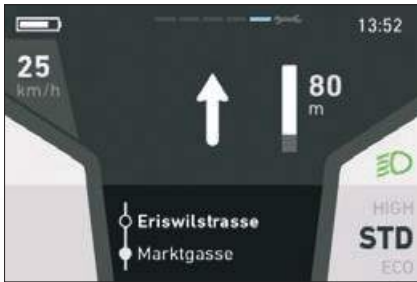 13:52
25
km/h
80
m
Eriswilstrasse
Marktgasse
HIGH
STD
ECO